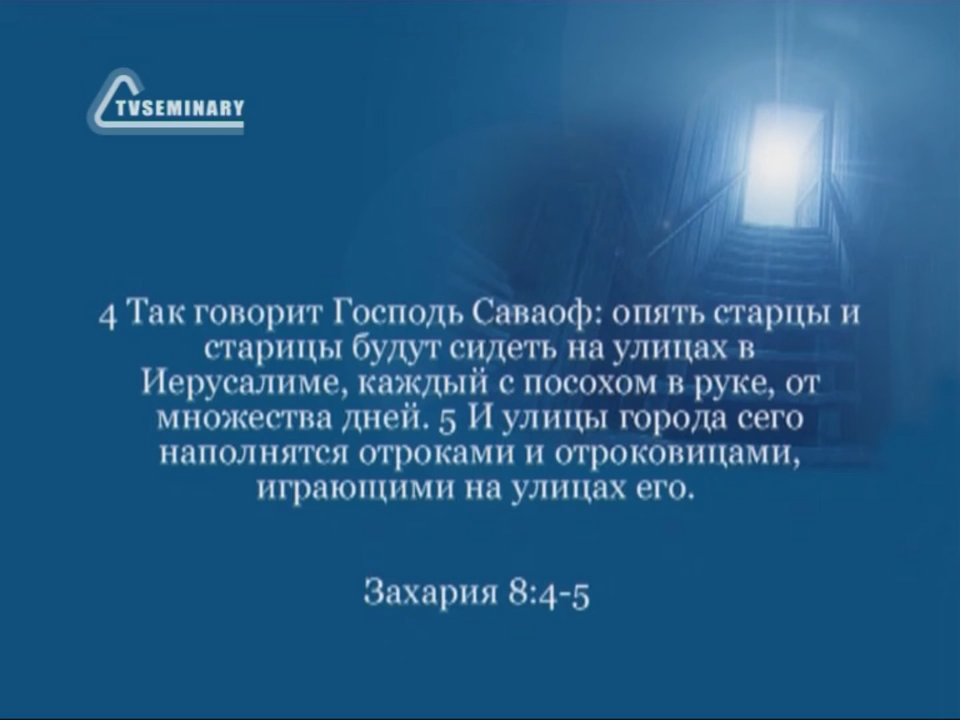 TVSEMINARY
4 Так говорит Господь Саваоф: опять старцы и
старицы будут сидеть на улицах в
Иерусалиме, каждый с посохом в руке, от
множества дней. 5 И улицы города сего
наполнятся отроками и отроковицами,
играющими на улицах его.
Захария 8:4-5